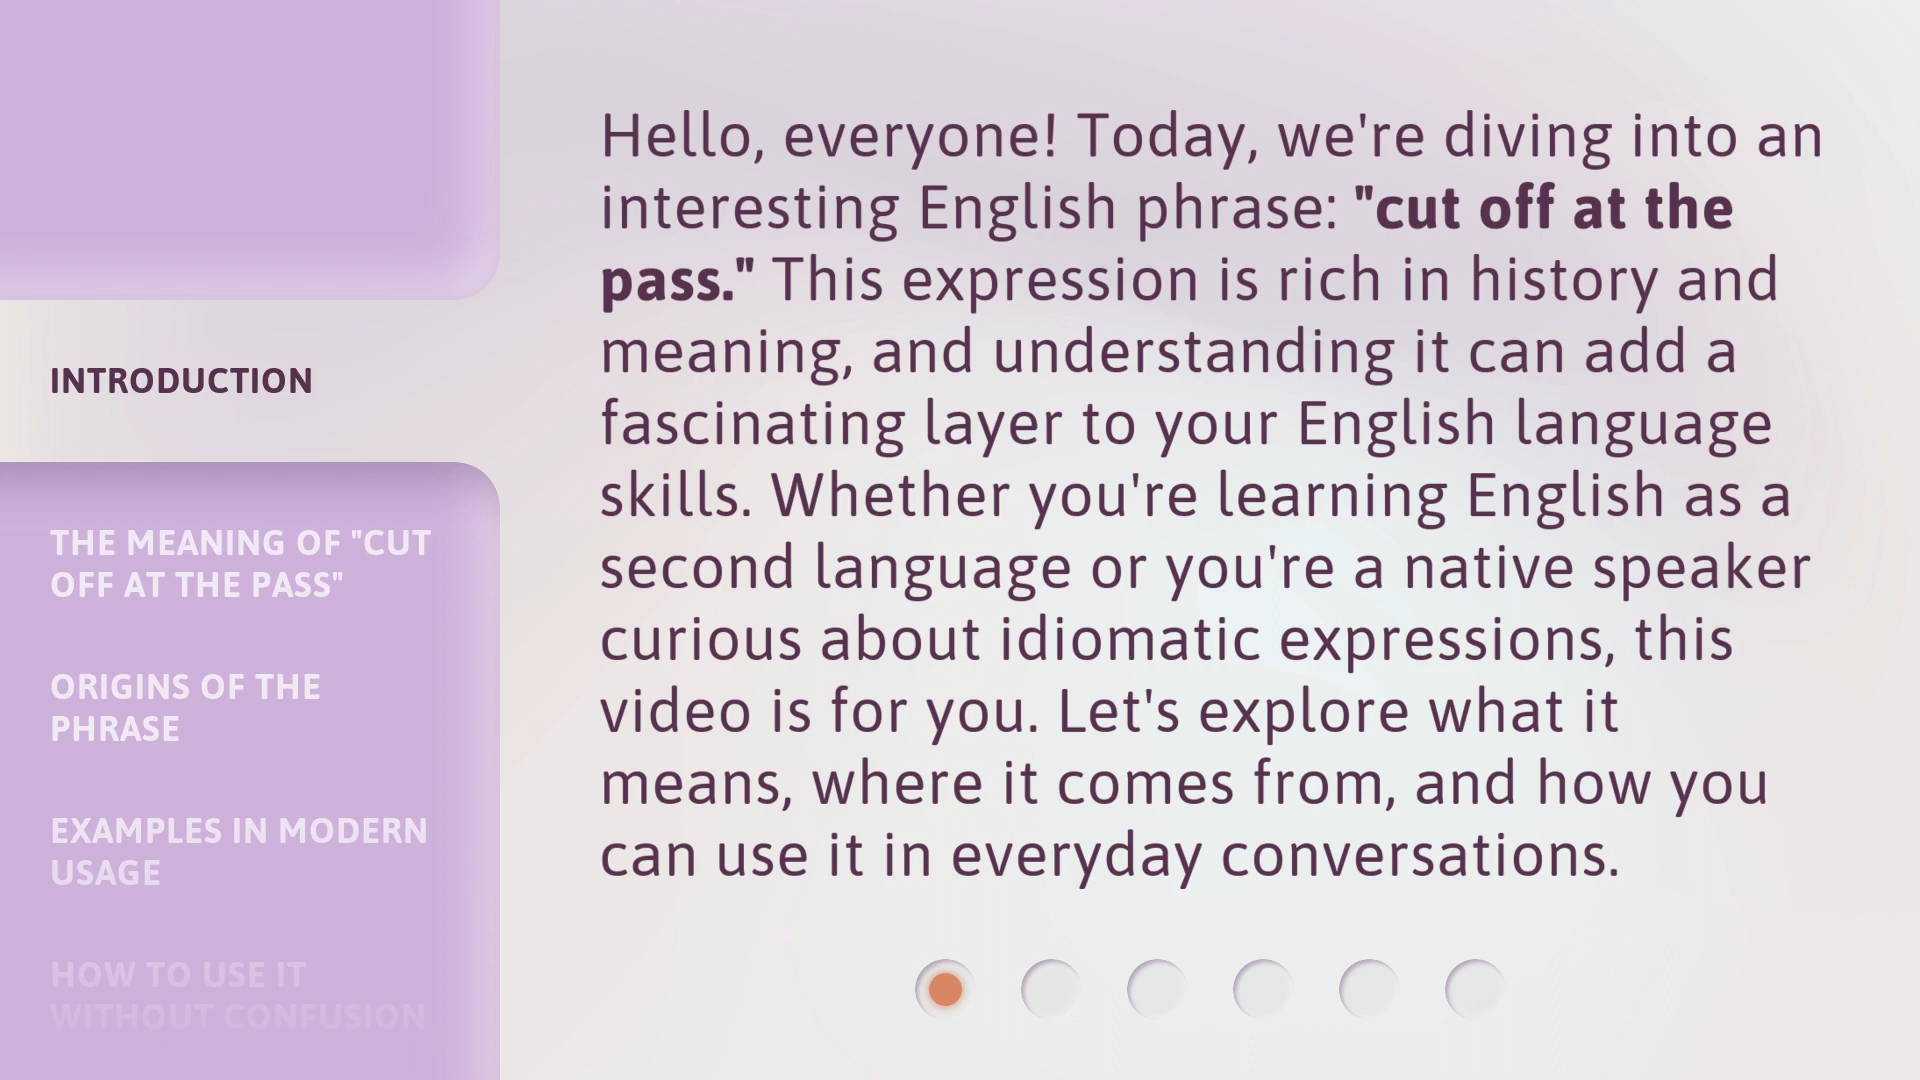 INTRODUCTION
THE MEANING OF "CUT
OFF AT THE PASS"
ORIGINS OF THE
PHRASE
EXAMPLES IN MODERN
USAGE
HOW TO USE IT
WITHOUT CONFUSION
Hello, everyone! Today, we're diving into an
interesting English phrase: "cut off at the
pass." This expression is rich in history and
meaning, and understanding it can add a
fascinating layer to your English language
skills. Whether you're learning English as a
second language or you're a native speaker
curious about idiomatic expressions, this
video is for you. Let's explore what it
means, where it comes from, and how you
can use it in everyday conversations.